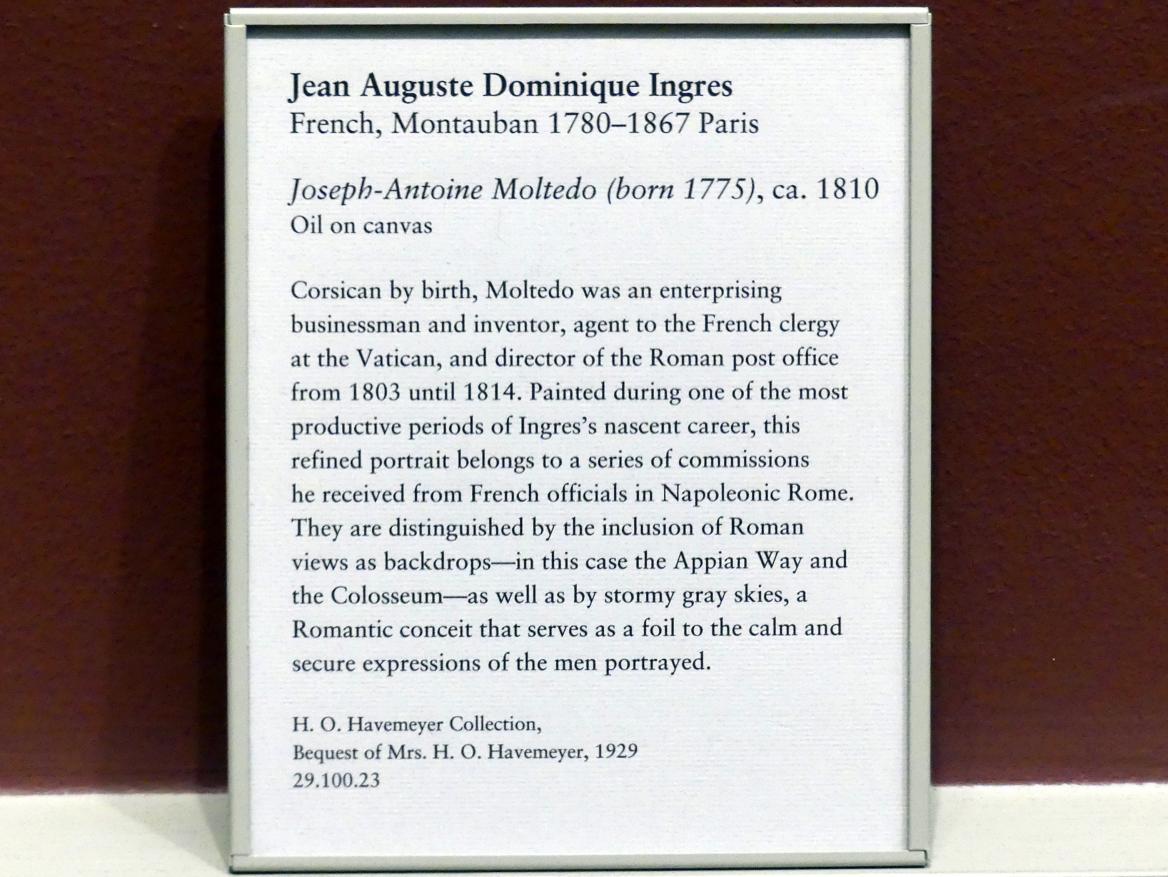 Jean Auguste Dominique Ingres
French, Montauban 1780–1867 Paris
Joseph-Antoine Moltedo (born 1775), ca. 1810
Oil on canvas
Corsican by birth, Moltedo was an enterprising
businessman and inventor, agent to the French clergy
at the Vatican, and director of the Roman post office
from 1803 until 1814. Painted during one of the most
productive periods of Ingres’s nascent career, this
refined portrait belongs to a series of commissions
he received from French officials in Napoleonic Rome.
They are distinguished by the inclusion of Roman
views as backdrops—in this case the Appian Way and
the Colosseum—as well as by stormy gray skies, a
Romantic conceit that serves as a foil to the calm and
secure expressions of the men portrayed.
H. O. Havemeyer Collection,
Bequest of Mrs. H. O. Havemeyer, 1929
29.100.23